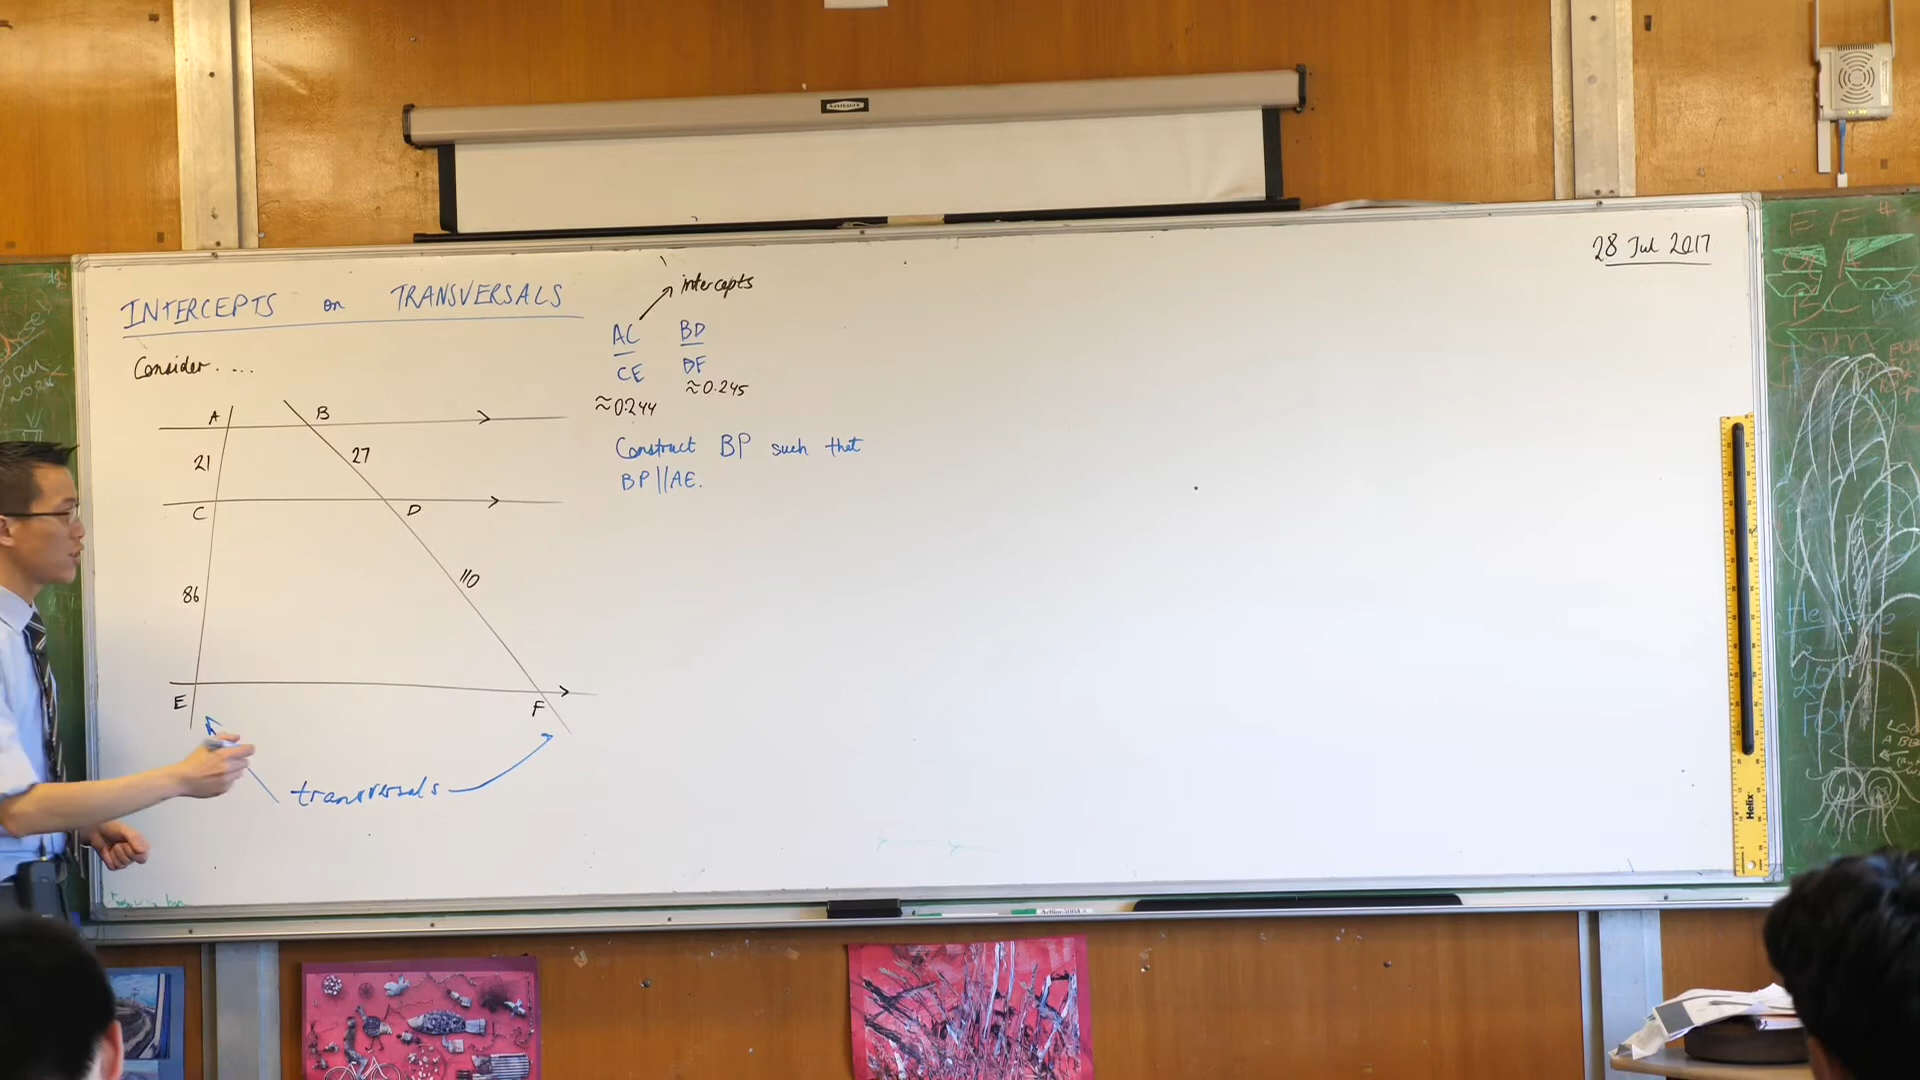 28 Jul 2017
INTERCEPTS on TRANSVERSALS
intercepts
AC BD
CE DF
≈0.244 ≈0.245
Consider....
A B
21 27
C D
86 110
E F
transversals
Construct BP such that
BP||AE.
Helix